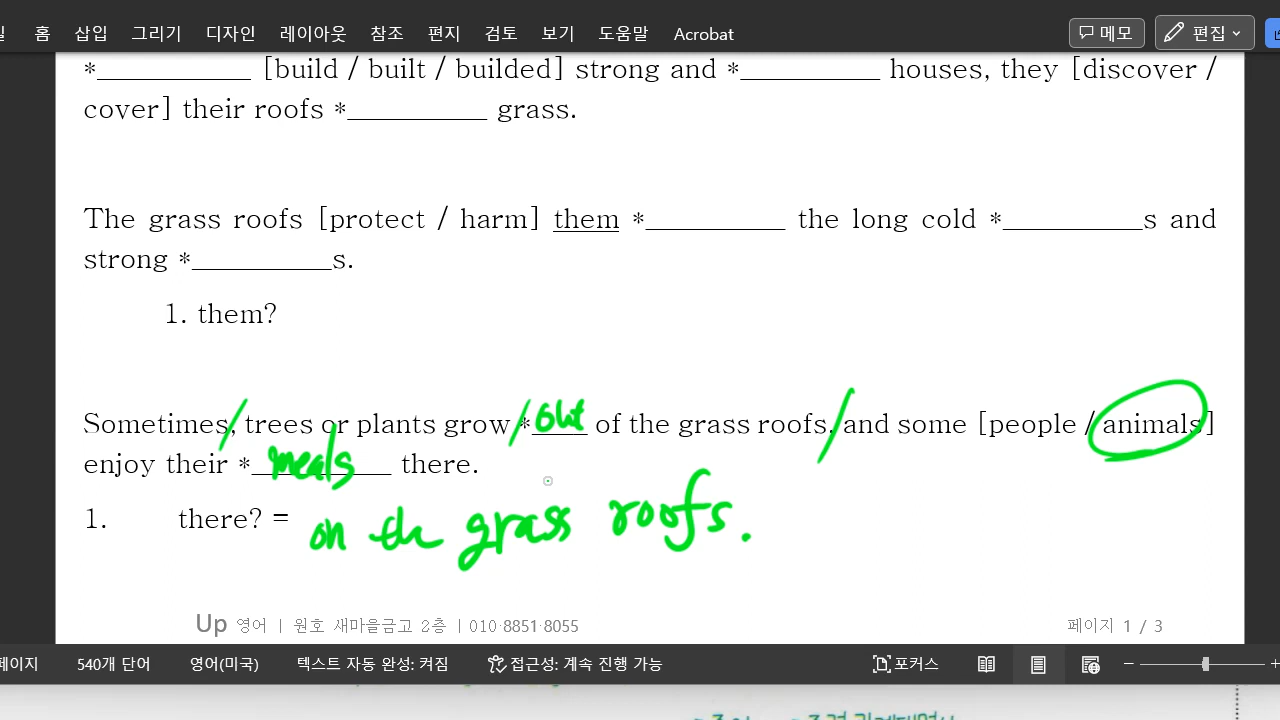 홈 삽입 그리기 디자인 레이아웃 참조 편지 검토 보기 도움말 Acrobat 메모 편집
*__________ [build / built / builded] strong and *__________ houses, they [discover /
cover] their roofs *__________ grass.
The grass roofs [protect / harm] them *__________ the long cold *__________s and
strong *__________s.
1. them?
Sometimes, trees or plants grow *out of the grass roofs, and some [people / animals]
enjoy their *meals there.
1. there? = on the grass roofs.
Up 영어 | 원호 새마을금고 2층 | 010-8851-8055 페이지 1 / 3
페이지 540개 단어 영어(미국) 텍스트 자동 완성: 켜짐 접근성: 계속 진행 가능 포커스